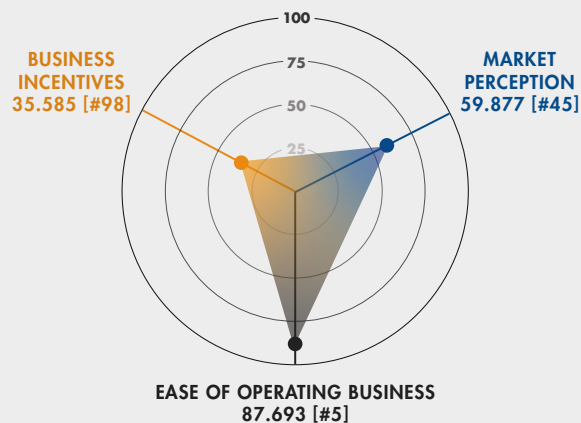 100
75
50
25
BUSINESS
INCENTIVES
35.585 [#98]
MARKET
PERCEPTION
59.877 [#45]
EASE OF OPERATING BUSINESS
87.693 [#5]